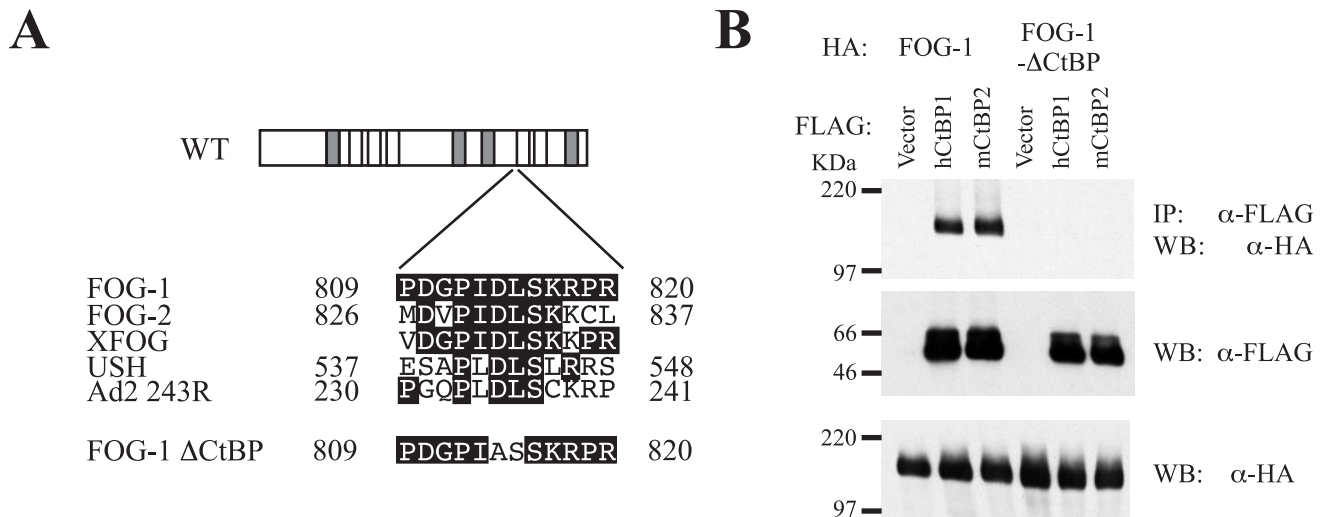 A
WT
FOG-1 809 PDGPIDLSKRPR 820
FOG-2 826 MDVPIDLSKKCL 837
XFOG VDGPIDLSKKPR
USH 537 ESAPLDLSLRRS 548
Ad2 243R 230 PGQPLDLSCKRP 241
FOG-1 ΔCtBP 809 PDGPIASSKRPR 820
B
HA: FOG-1 FOG-1
-ΔCtBP
FLAG: Vector hCtBP1 mCtBP2 Vector hCtBP1 mCtBP2
KDa
220
97
IP: α-FLAG
WB: α-HA
66
46
WB: α-FLAG
220
97
WB: α-HA